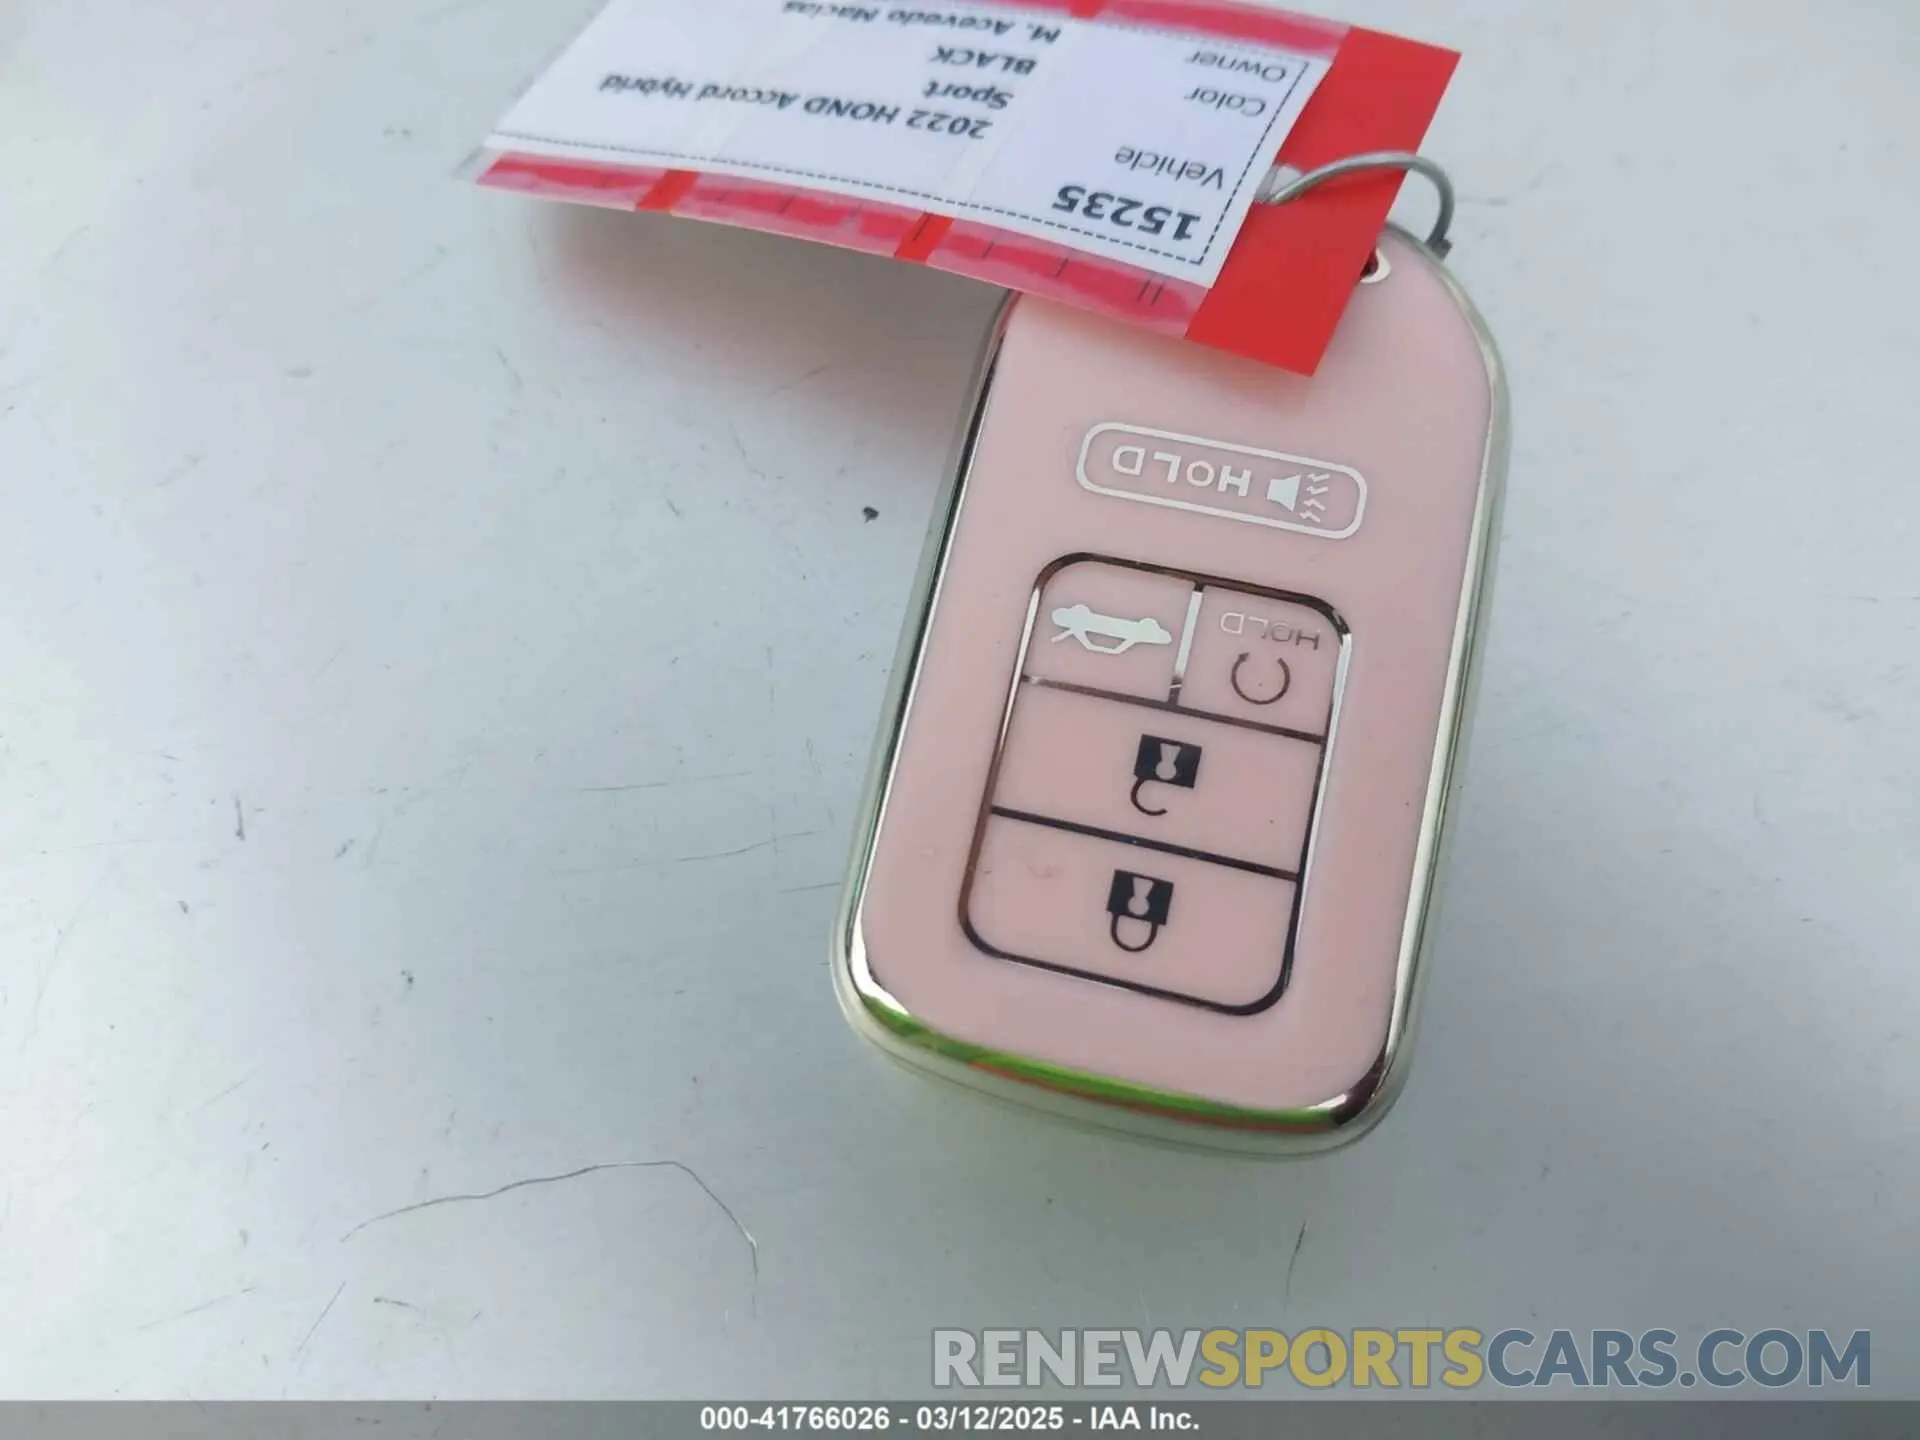 15235
Vehicle 2022 HOND Accord Hybrid
Sport
Color BLACK
Owner M. Acevedo Macias
HOLD
HOLD
RENEWSPORTSCARS.COM
000-41766026 - 03/12/2025 - IAA Inc.